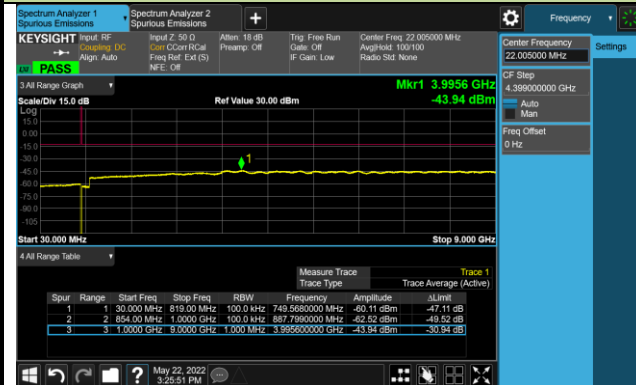 Spectrum Analyzer 1
Spurious Emissions
Spectrum Analyzer 2
Spurious Emissions
Frequency
KEYSIGHT
Input: RF
Coupling: DC
Align: Auto
Input Z: 50 Ω
Corr CCorr RCal
Freq Ref: Ext (S)
NFE: Off
Atten: 18 dB
Preamp: Off
Trig: Free Run
Gate: Off
IF Gain: Low
Center Freq: 22.005000 MHz
Avg|Hold: 100/100
Radio Std: None
PASS
3 All Range Graph
Mkr1 3.9956 GHz
Scale/Div 15.0 dB
Ref Value 30.00 dBm
-43.94 dBm
Log
15.0
0.00
-15.0
-30.0
-45.0
-60.0
-75.0
-90.0
-105
1
Start 30.000 MHz
Stop 9.000 GHz
4 All Range Table
Measure Trace Trace 1
Trace Type Trace Average (Active)
Spur Range Start Freq Stop Freq RBW Frequency Amplitude ΔLimit
1 1 30.000 MHz 819.00 MHz 100.0 kHz 749.5680000 MHz -60.11 dBm -47.11 dB
2 2 854.00 MHz 1.0000 GHz 100.0 kHz 887.7990000 MHz -62.52 dBm -49.52 dB
3 3 1.0000 GHz 9.0000 GHz 1.000 MHz 3.995600000 GHz -43.94 dBm -30.94 dB
May 22, 2022
3:25:51 PM
Center Frequency
22.005000 MHz
Settings
CF Step
4.399000000 GHz
Auto
Man
Freq Offset
0 Hz